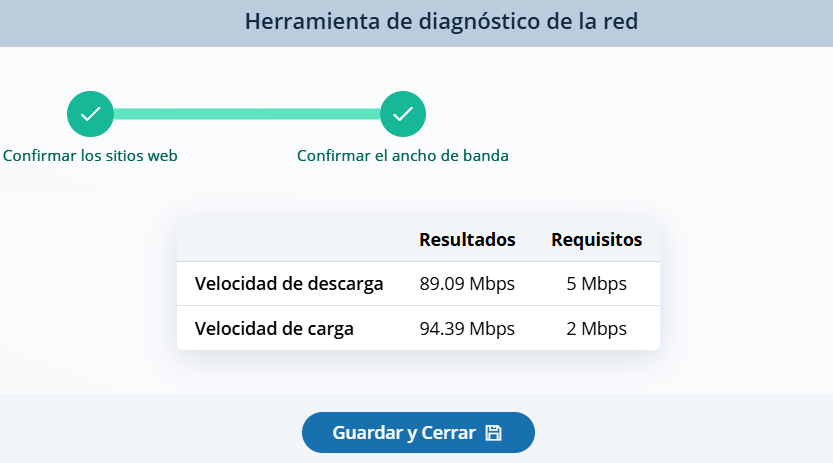 Herramienta de diagnóstico de la red
Confirmar los sitios web
Confirmar el ancho de banda
Resultados Requisitos
Velocidad de descarga 89.09 Mbps 5 Mbps
Velocidad de carga 94.39 Mbps 2 Mbps
Guardar y Cerrar